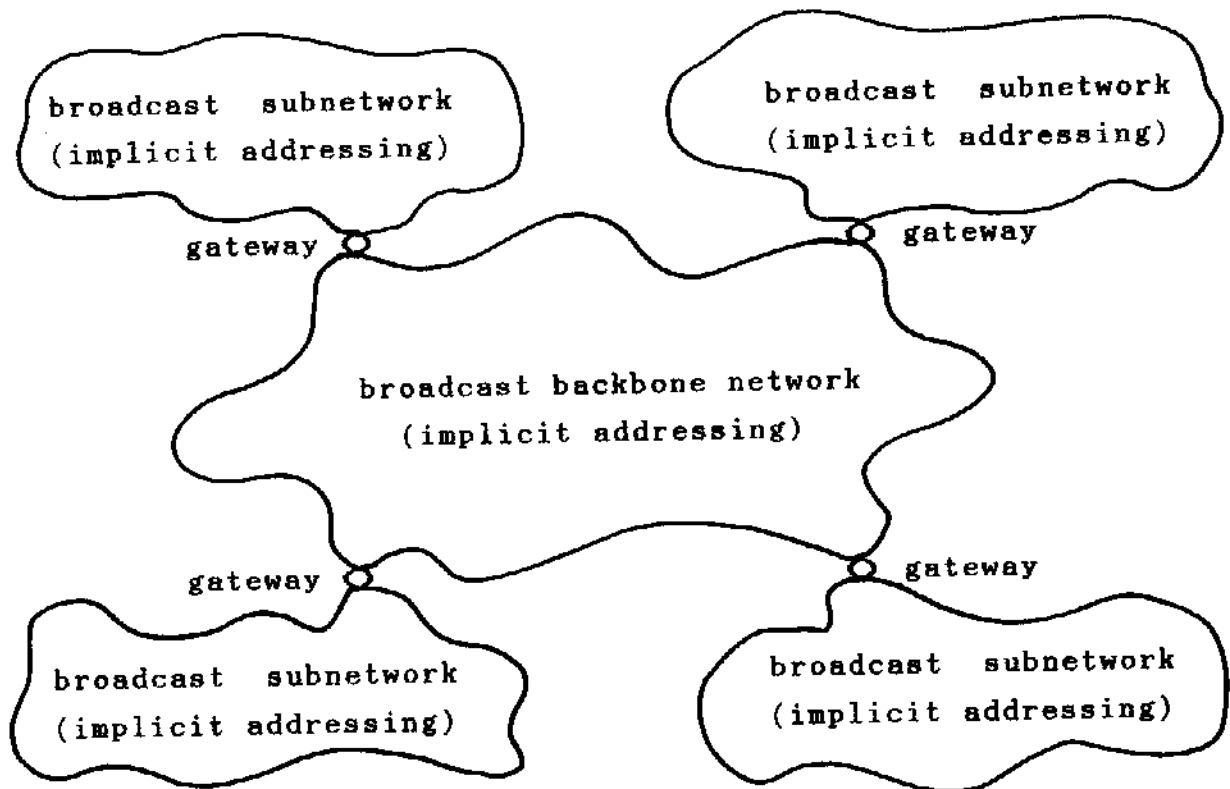 broadcast subnetwork
(implicit addressing)
broadcast subnetwork
(implicit addressing)
gateway
gateway
broadcast backbone network
(implicit addressing)
gateway
gateway
broadcast subnetwork
(implicit addressing)
broadcast subnetwork
(implicit addressing)